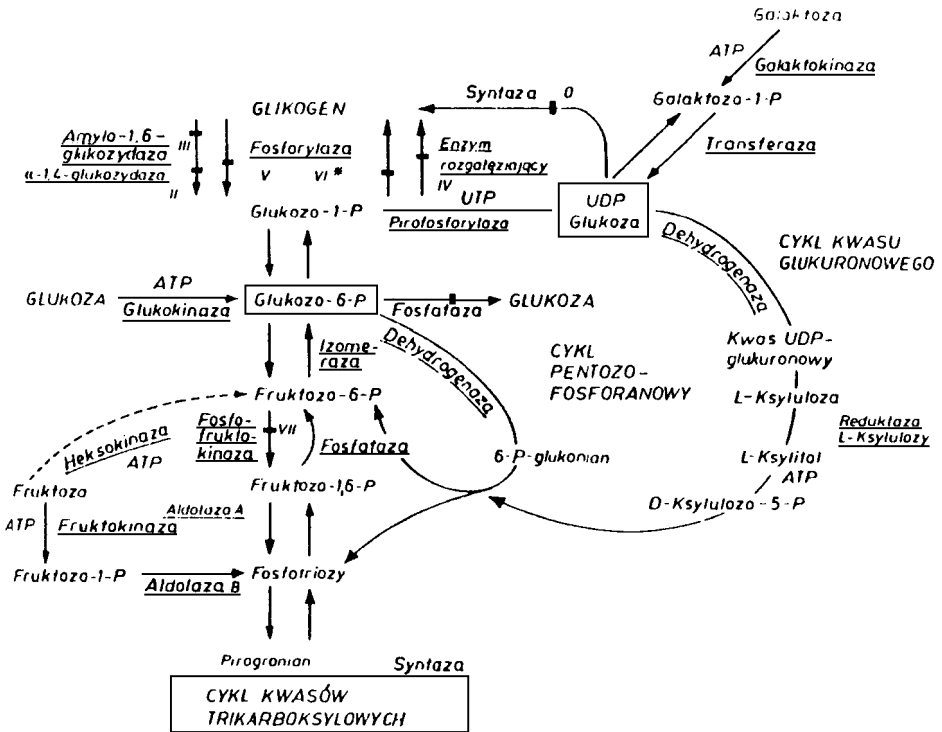 Galaktoza
ATP
Galaktokinaza
Galaktozo-1-P
Transferaza
Syntaza O
GLIKOGEN
Amylo-1,6-
glikozydaza
III
α-1,4-glukozydaza
II
Fosforylaza
V VI*
Enzym
rozgałęziający
IV
Glukozo-1-P
UTP
Pirofosforylaza
UDP
Glukoza
Dehydrogenaza
CYKL KWASU
GLUKURONOWEGO
GLUKOZA
ATP
Glukokinaza
Glukozo-6-P
Fosfataza
GLUKOZA
Izome-
raza
Dehydrogenaza
CYKL
PENTOZO-
FOSFORANOWY
Kwas UDP-
glukuronowy
L-Ksyluloza
Reduktaza
L-Ksylulozy
L-Ksylitol
ATP
D-Ksylulozo-5-P
6-P-glukonian
Fruktozo-6-P
Heksokinaza
ATP
Fosfo-
frukto-
kinaza
VII
Fosfataza
Fruktoza
Fruktozo-1,6-P
ATP
Fruktokinaza
Aldolaza A
Fruktozo-1-P
Aldolaza B
Fosfotriozy
Pirogronian
Syntaza
CYKL KWASÓW
TRIKARBOKSYLOWYCH